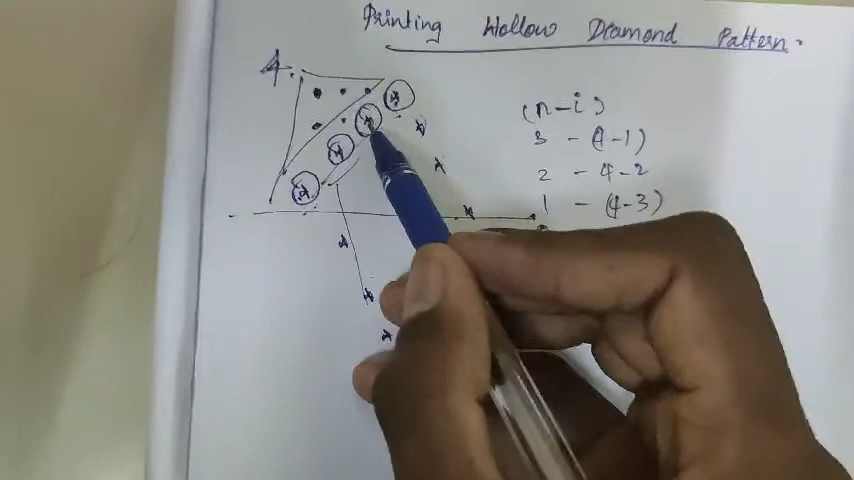 Printing Hollow Diamond Pattern.
4
(n-i)
3 - (4-1)
2 - 4-2
1 - (4-3)